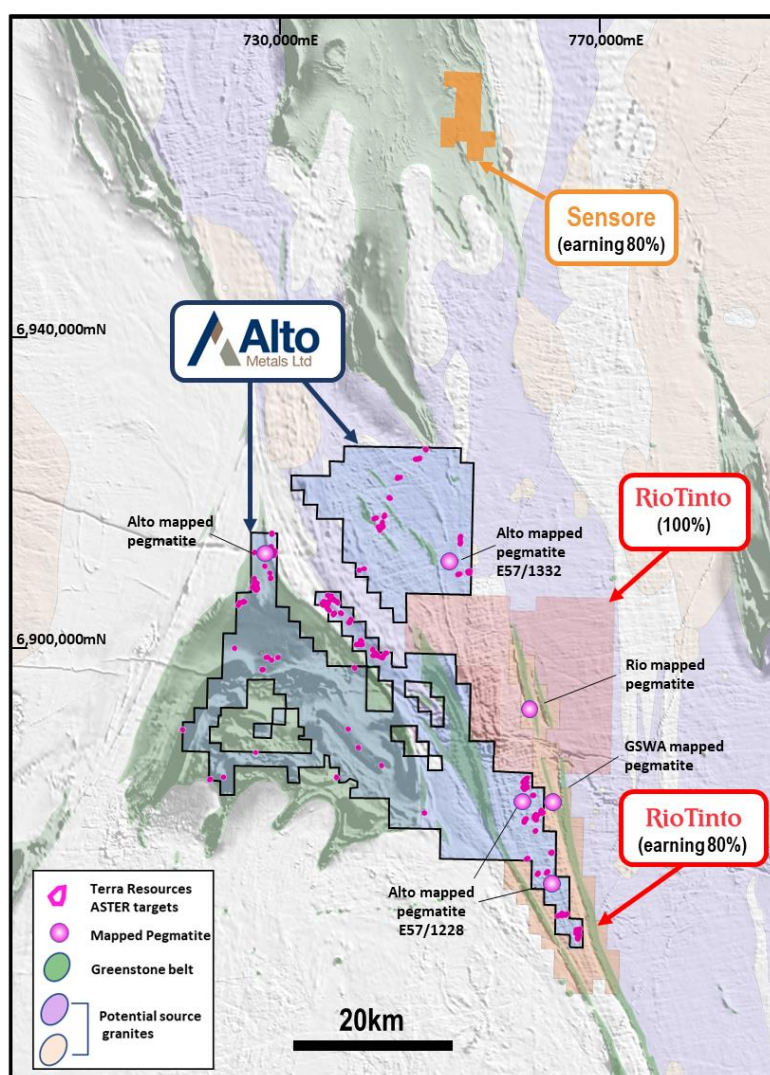 730,000mE
770,000mE
Sensore
(earning 80%)
6,940,000mN
Alto
Metals Ltd
RioTinto
(100%)
Alto mapped
pegmatite
Alto mapped
pegmatite
E57/1332
6,900,000mN
Rio mapped
pegmatite
GSWA mapped
pegmatite
RioTinto
(earning 80%)
Alto mapped
pegmatite
E57/1228
Terra Resources
ASTER targets
Mapped Pegmatite
Greenstone belt
Potential source
granites
20km